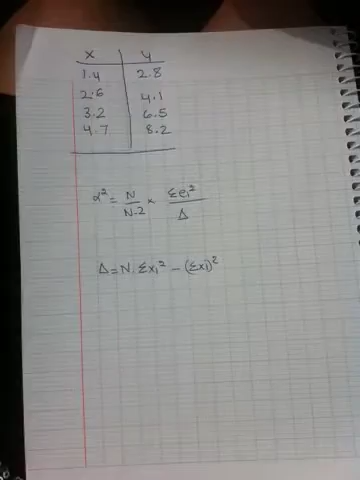 x y
1.4 2.8
2.6 4.1
3.2 6.5
4.7 8.2
α² = N/N-2 × Σei²/Δ
Δ = N . Σxi² - (Σxi)²